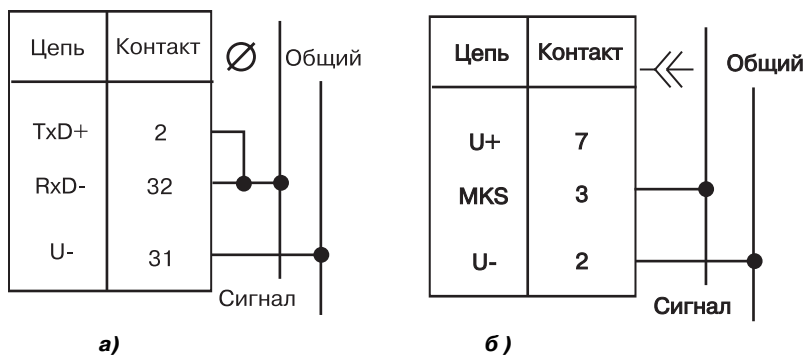 Цепь Контакт
Общий
TxD+ 2
RxD- 32
U- 31
Сигнал
а)
Цепь Контакт
Общий
U+ 7
MKS 3
U- 2
Сигнал
б )